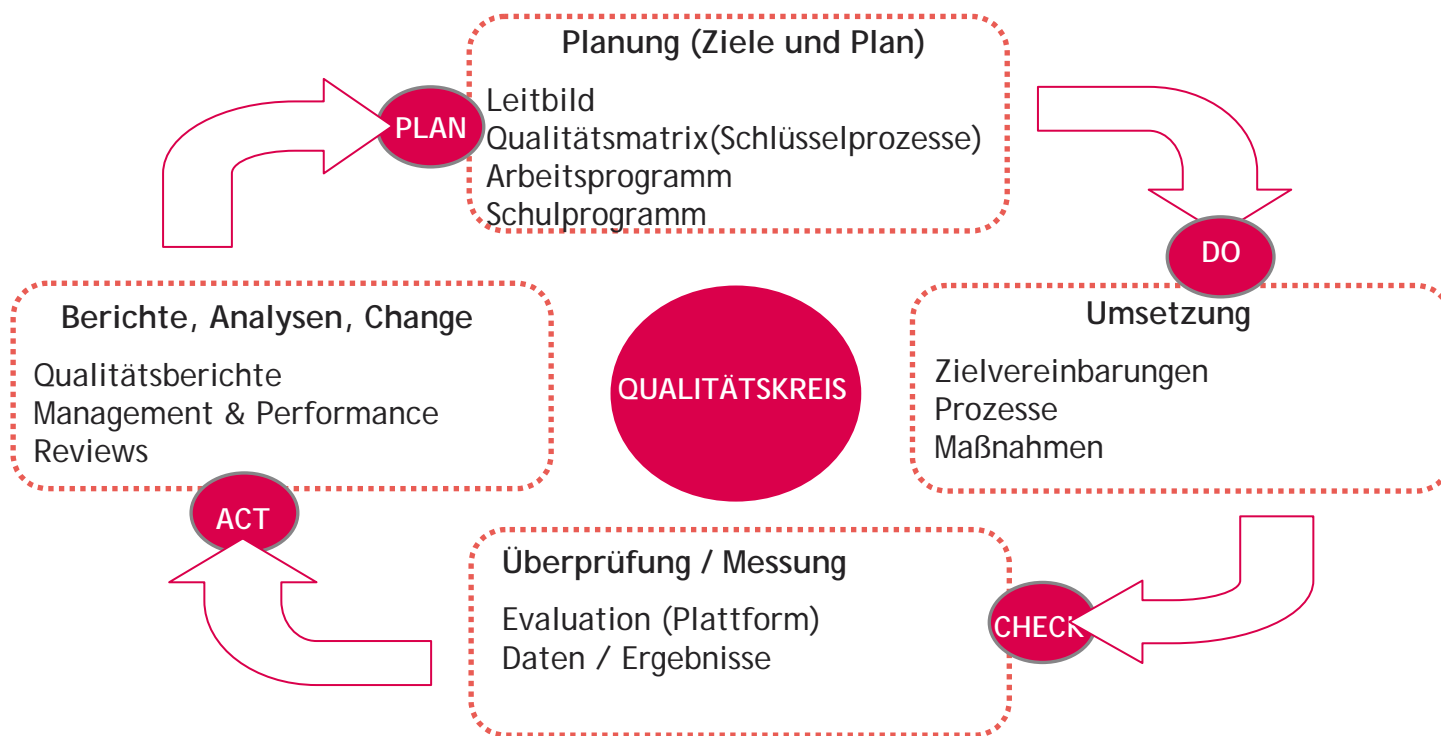 Planung (Ziele und Plan)
PLAN
Leitbild
Qualitätsmatrix(Schlüsselprozesse)
Arbeitsprogramm
Schulprogramm
DO
Umsetzung
Zielvereinbarungen
Prozesse
Maßnahmen
Berichte, Analysen, Change
Qualitätsberichte
Management & Performance
Reviews
QUALITÄTSKREIS
ACT
Überprüfung / Messung
Evaluation (Plattform)
Daten / Ergebnisse
CHECK